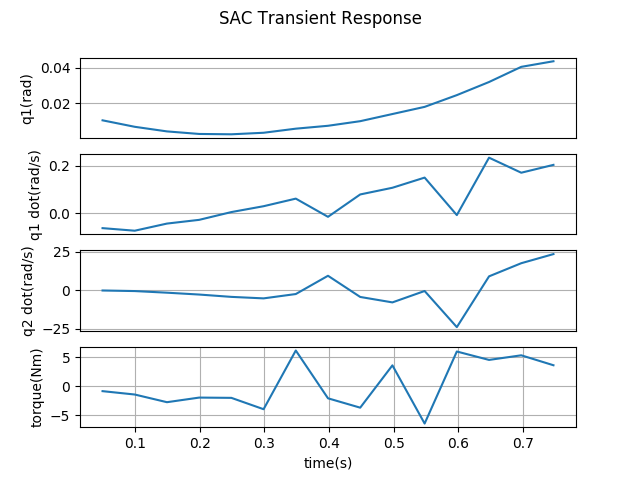 SAC Transient Response
q1(rad)
0.04
0.02
q1 dot(rad/s)
0.2
0.0
q2 dot(rad/s)
25
0
−25
torque(Nm)
5
0
−5
0.1 0.2 0.3 0.4 0.5 0.6 0.7
time(s)